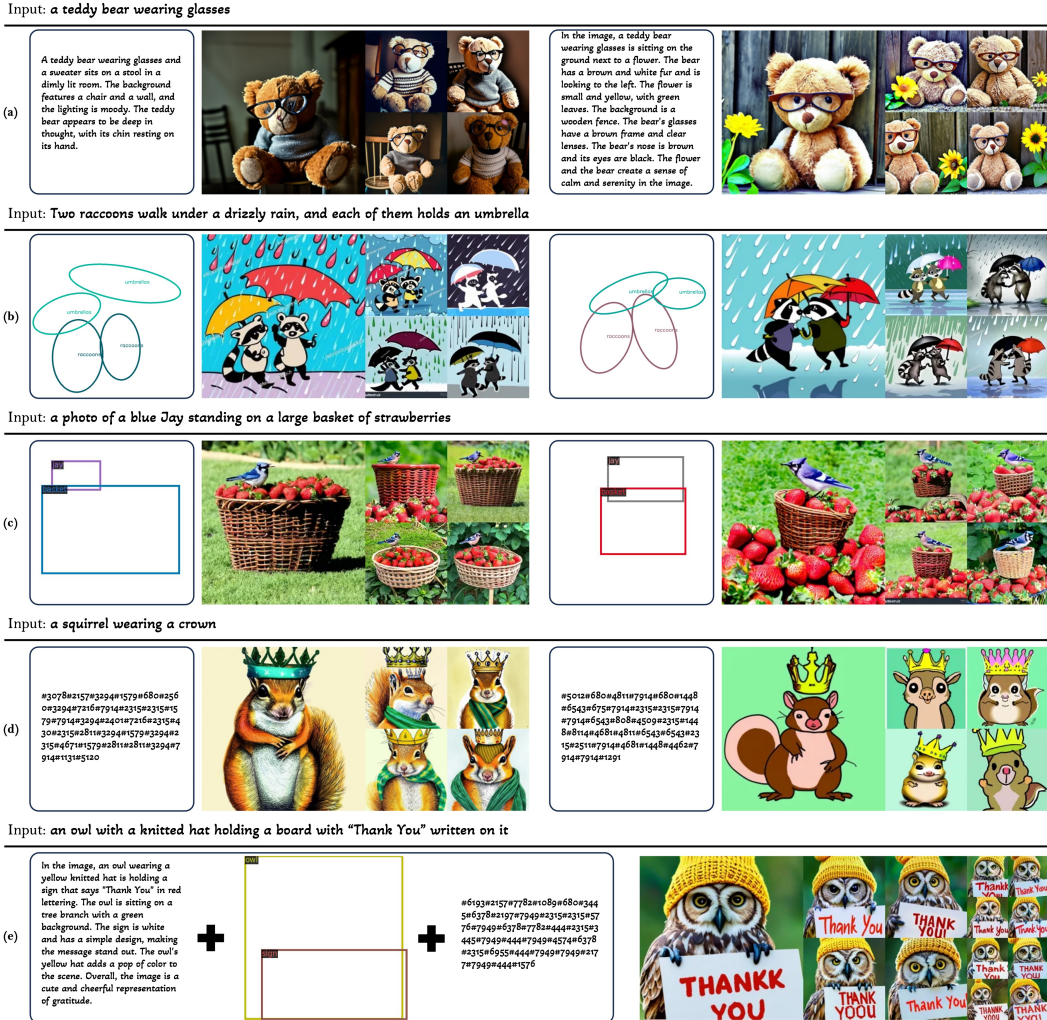 Input: a teddy bear wearing glasses
(a)
A teddy bear wearing glasses and
a sweater sits on a stool in a
dimly lit room. The background
features a chair and a wall, and
the lighting is moody. The teddy
bear appears to be deep in
thought, with its chin resting on
its hand.
In the image, a teddy bear
wearing glasses is sitting on the
ground next to a flower. The bear
has a brown and white fur and is
looking to the left. The flower is
small and yellow, with green
leaves. The background is a
wooden fence. The bear's glasses
have a brown frame and clear
lenses. The bear's nose is brown
and its eyes are black. The flower
and the bear create a sense of
calm and serenity in the image.
Input: Two raccoons walk under a drizzly rain, and each of them holds an umbrella
(b)
umbrellas
umbrellas
raccoons
raccoons
umbrellas
umbrellas
raccoons
raccoons
Input: a photo of a blue Jay standing on a large basket of strawberries
(c)
jay
basket
jay
Input: a squirrel wearing a crown
(d)
#3078#2157#3294#1579#680#256
0#3294#7216#7914#2315#2315#15
79#7914#3294#2401#7216#2315#4
30#2315#2811#3294#1579#3294#2
315#4671#1579#2811#2811#3294#7
914#1131#5120
#5012#680#4811#7914#680#1448
#6543#675#7914#2315#2315#7914
#7914#6543#808#4509#2315#144
8#8114#4681#4811#6543#6543#23
15#2511#7914#4681#1448#4462#7
914#7914#1291
Input: an owl with a knitted hat holding a board with “Thank You” written on it
(e)
In the image, an owl wearing a
yellow knitted hat is holding a
sign that says "Thank You" in red
lettering. The owl is sitting on a
tree branch with a green
background. The sign is white
and has a simple design, making
the message stand out. The owl's
yellow hat adds a pop of color to
the scene. Overall, the image is a
cute and cheerful representation
of gratitude.
owl
sign
#6193#2157#7782#1089#680#344
5#6378#2197#7949#2315#2315#57
76#7949#6378#7782#444#2315#3
445#7949#444#7949#4574#6378
#2315#6955#444#7949#7949#217
7#7949#444#1576
THANKK
YOU
Thank You
THANK
YOU!
THANK
YOOU
Thank You